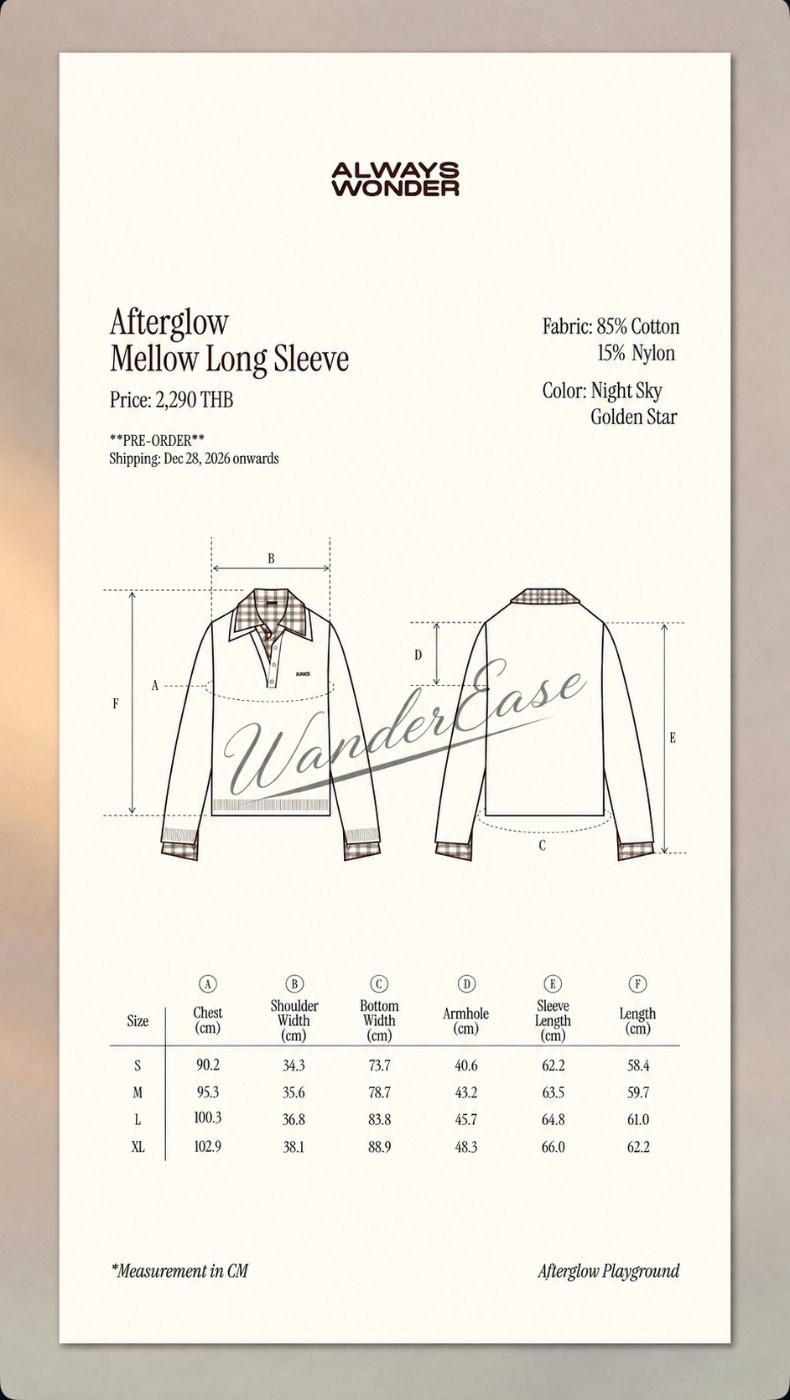 ALWAYS
WONDER
Afterglow
Mellow Long Sleeve
Price: 2,290 THB
**PRE-ORDER**
Shipping: Dec 28, 2026 onwards
Fabric: 85% Cotton
15% Nylon
Color: Night Sky
Golden Star
B
F
A
ALWAYS
D
E
C
WanderEase
A B C D E F
Size Chest (cm) Shoulder Width (cm) Bottom Width (cm) Armhole (cm) Sleeve Length (cm) Length (cm)
S 90.2 34.3 73.7 40.6 62.2 58.4
M 95.3 35.6 78.7 43.2 63.5 59.7
L 100.3 36.8 83.8 45.7 64.8 61.0
XL 102.9 38.1 88.9 48.3 66.0 62.2
*Measurement in CM
Afterglow Playground